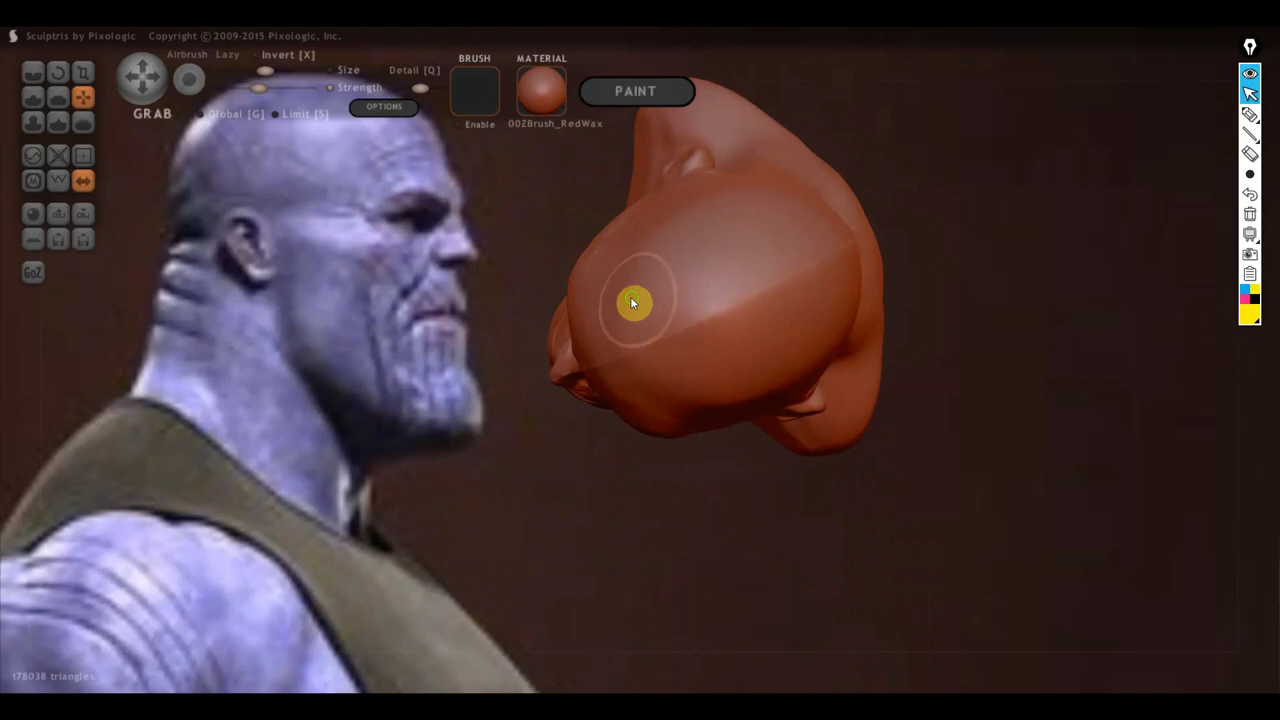 Sculptris by Pixologic Copyright © 2009-2015 Pixologic, Inc.
Airbrush Lazy Invert [X]
Size Detail [Q]
Strength
GRAB Global [G] Limit [S] OPTIONS
BRUSH
Enable
MATERIAL
00ZBrush_RedWax
PAINT
GoZ
178038 triangles